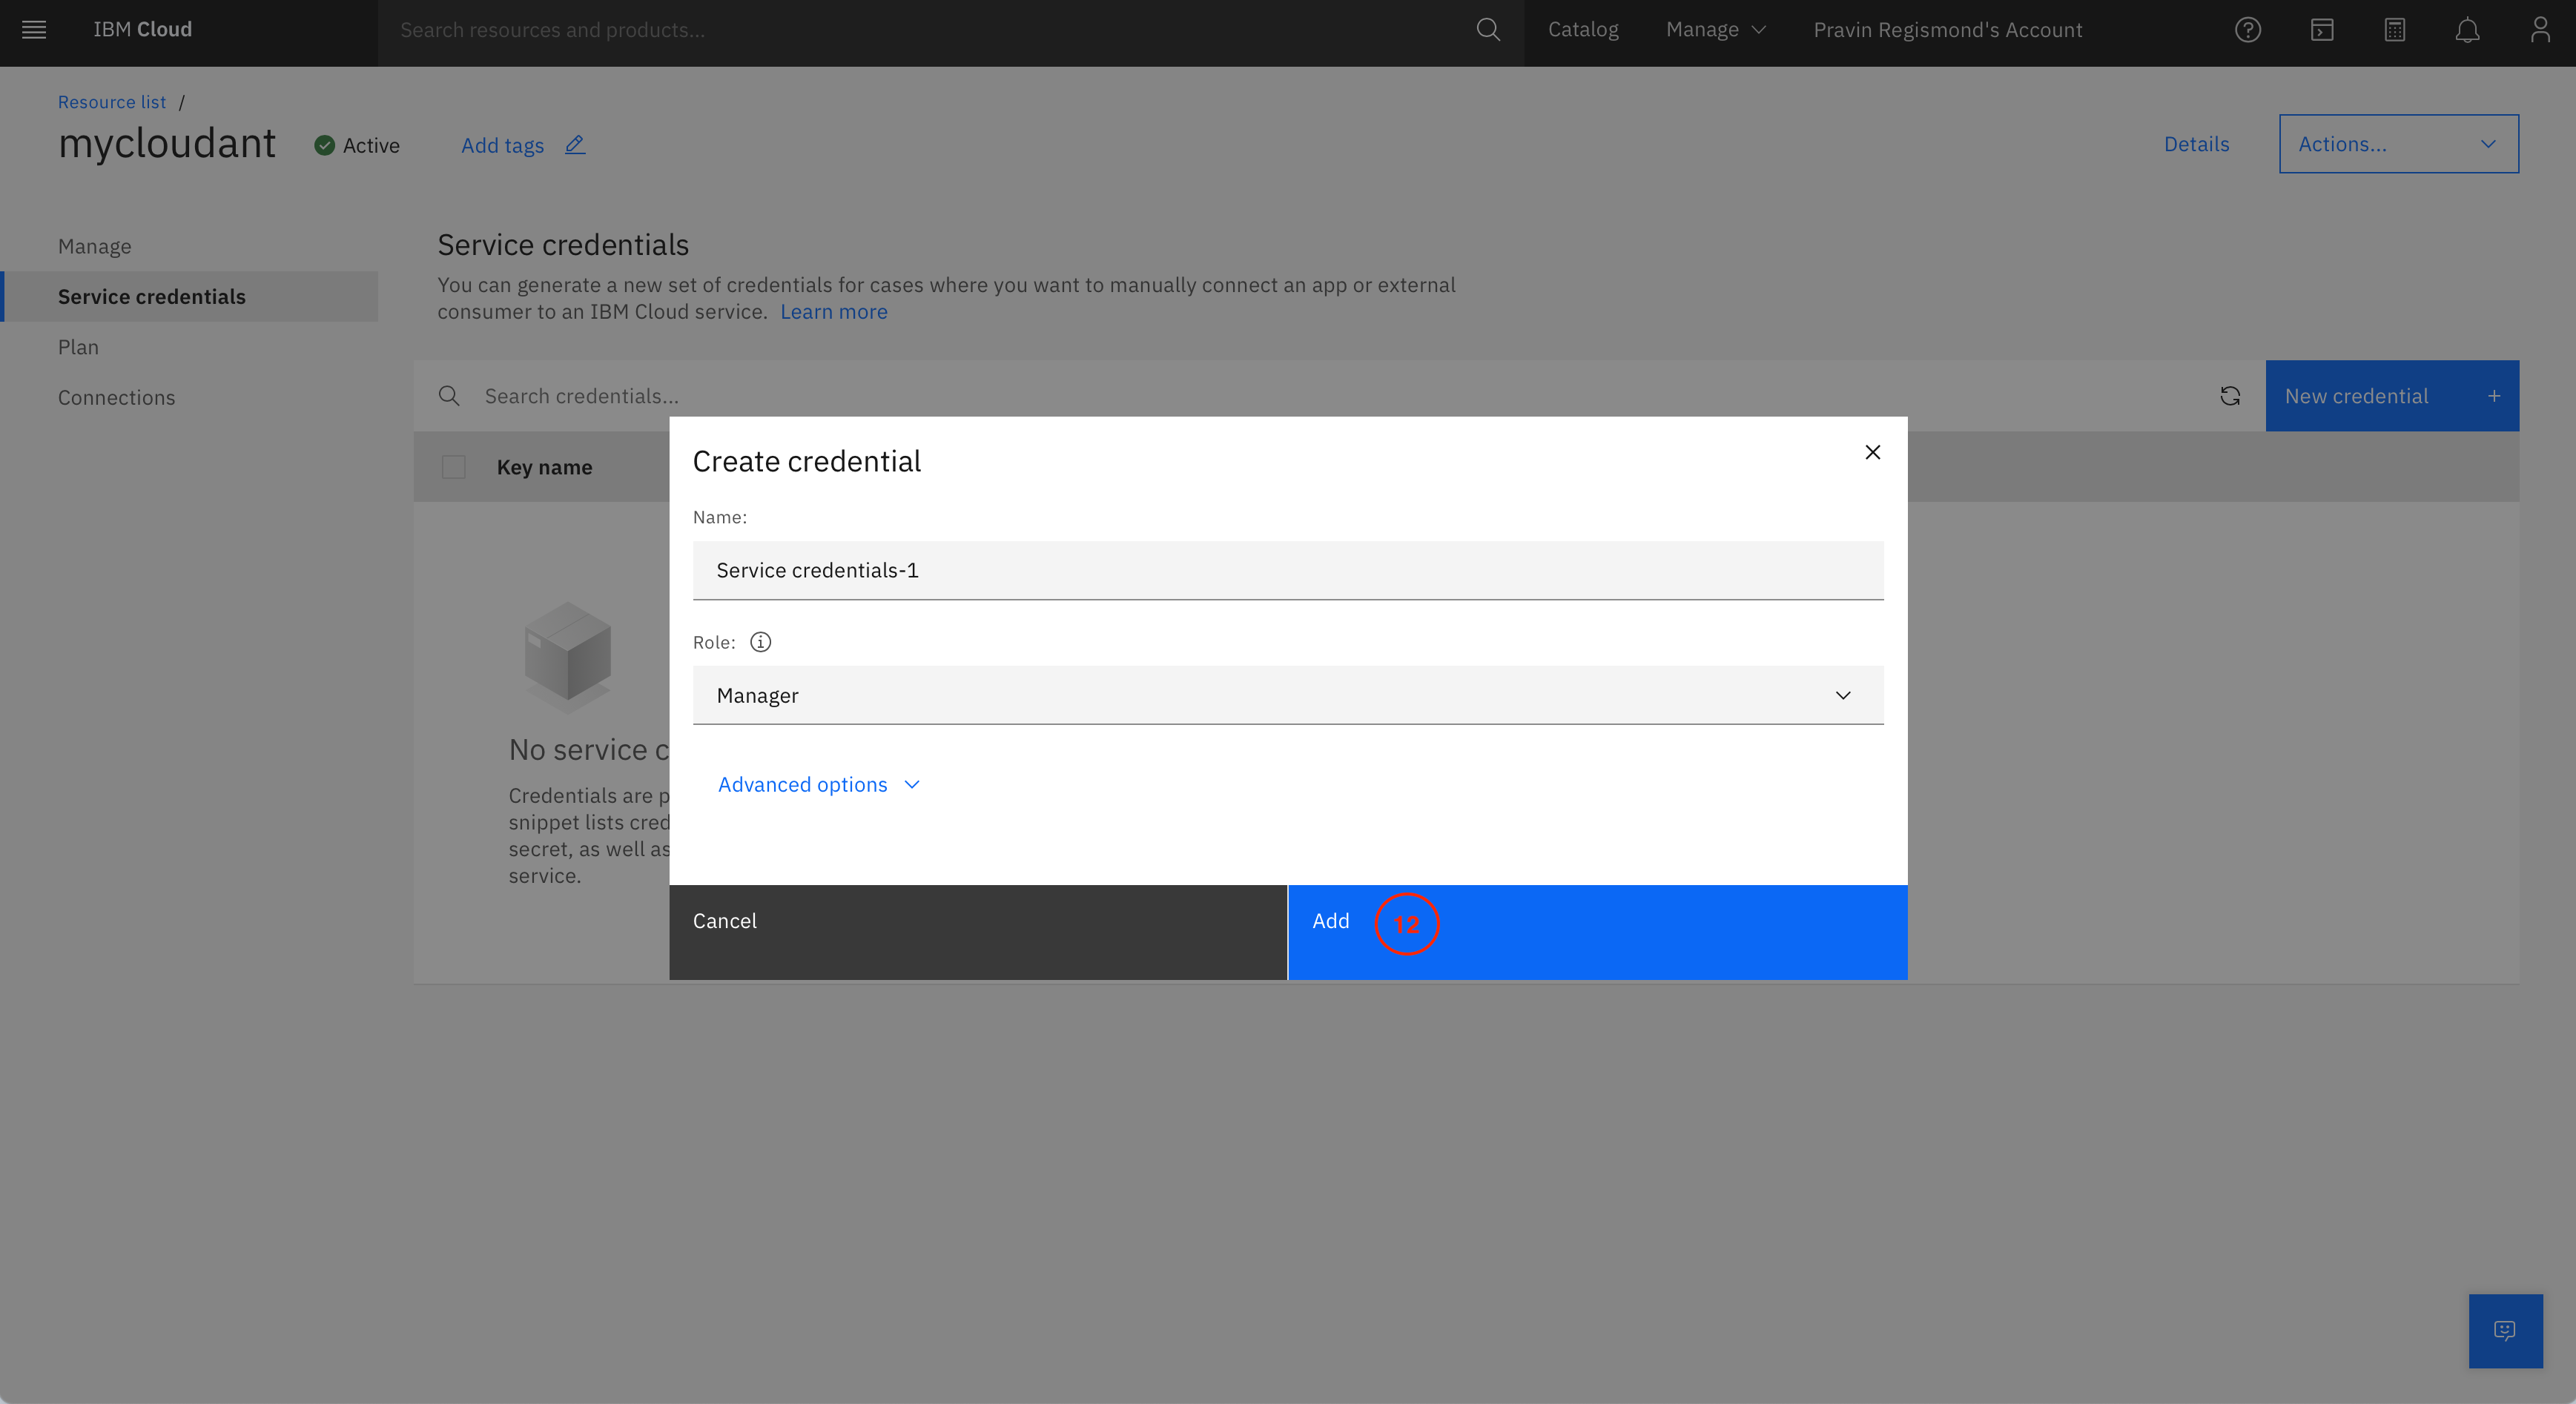 IBM Cloud
Search resources and products...
Catalog
Manage
Pravin Regismond's Account
Resource list /
mycloudant
Active
Add tags
Details
Actions...
Manage
Service credentials
Plan
Connections
Service credentials
You can generate a new set of credentials for cases where you want to manually connect an app or external
consumer to an IBM Cloud service. Learn more
Search credentials...
New credential +
Key name
No service c
Credentials are p
snippet lists cred
secret, as well as
service.
Create credential
Name:
Service credentials-1
Role:
Manager
Advanced options
Cancel
Add
12